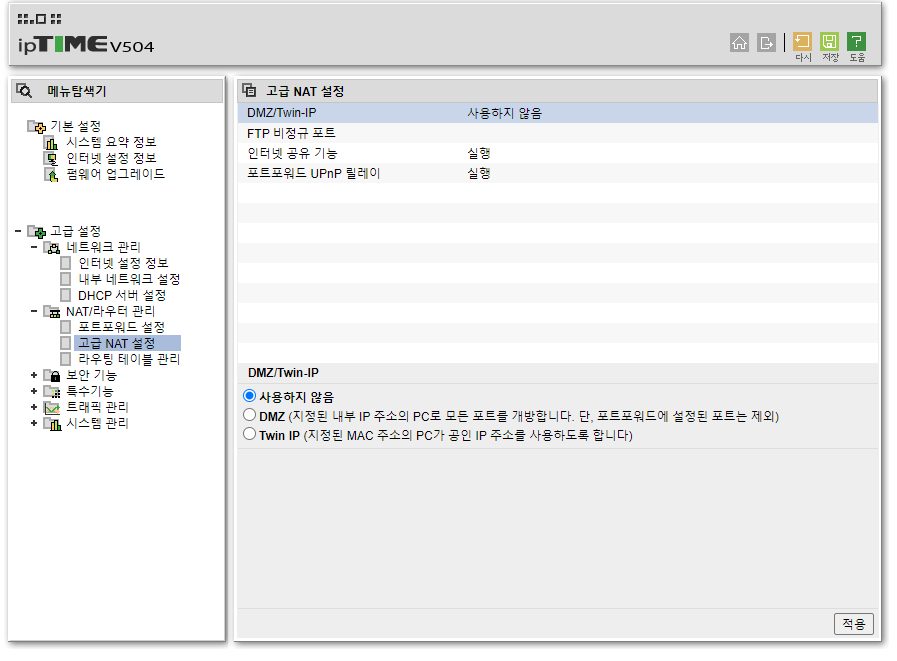 ipTIME V504
다시 저장 도움
메뉴탐색기
기본 설정
시스템 요약 정보
인터넷 설정 정보
펌웨어 업그레이드
고급 설정
네트워크 관리
인터넷 설정 정보
내부 네트워크 설정
DHCP 서버 설정
NAT/라우터 관리
포트포워드 설정
고급 NAT 설정
라우팅 테이블 관리
보안 기능
특수기능
트래픽 관리
시스템 관리
고급 NAT 설정
DMZ/Twin-IP 사용하지 않음
FTP 비정규 포트
인터넷 공유 기능 실행
포트포워드 UPnP 릴레이 실행
DMZ/Twin-IP
사용하지 않음
DMZ (지정된 내부 IP 주소의 PC로 모든 포트를 개방합니다. 단, 포트포워드에 설정된 포트는 제외)
Twin IP (지정된 MAC 주소의 PC가 공인 IP 주소를 사용하도록 합니다)
적용